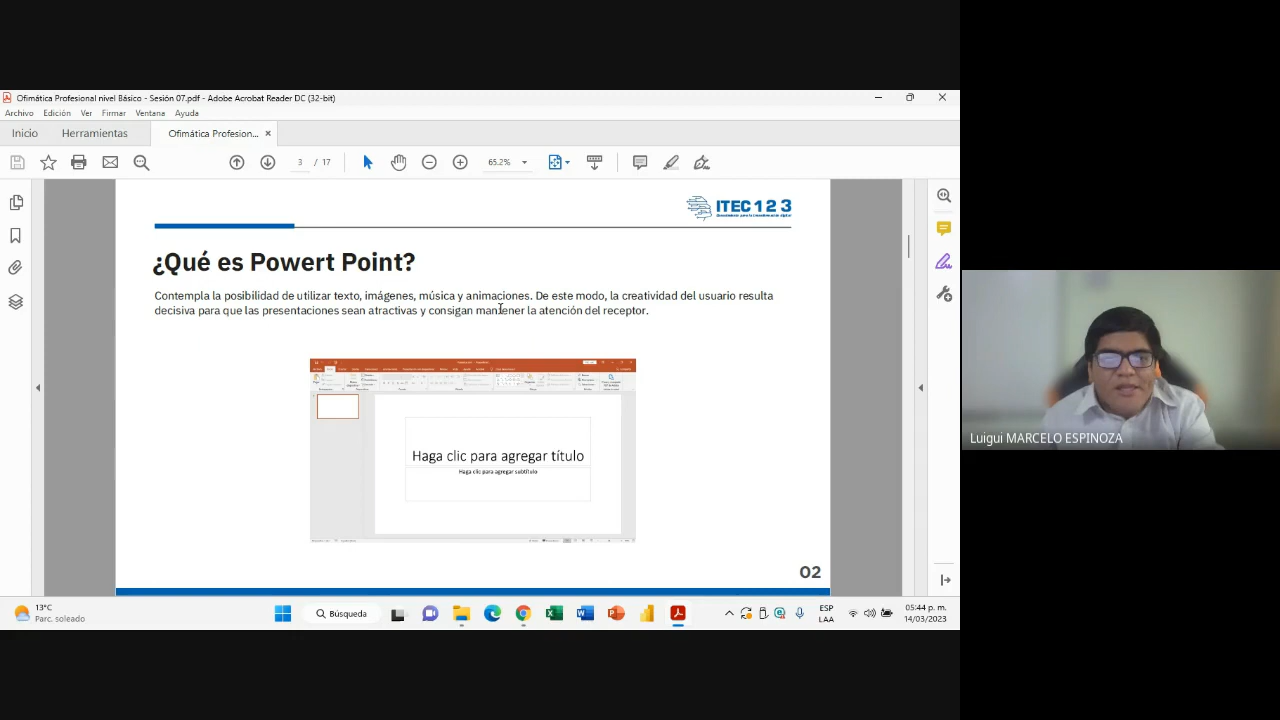 Ofimática Profesional nivel Básico - Sesión 07.pdf - Adobe Acrobat Reader DC (32-bit)
Archivo Edición Ver Firmar Ventana Ayuda
Inicio Herramientas Ofimática Profesion... ×
3 / 17 65.2%
ITEC 1 2 3
¿Qué es Powert Point?
Contempla la posibilidad de utilizar texto, imágenes, música y animaciones. De este modo, la creatividad del usuario resulta
decisiva para que las presentaciones sean atractivas y consigan mantener la atención del receptor.
Haga clic para agregar título
Haga clic para agregar subtítulo
02
Luigui MARCELO ESPINOZA
13°C
Parc. soleado
Búsqueda
ESP
LAA
05:44 p. m.
14/03/2023